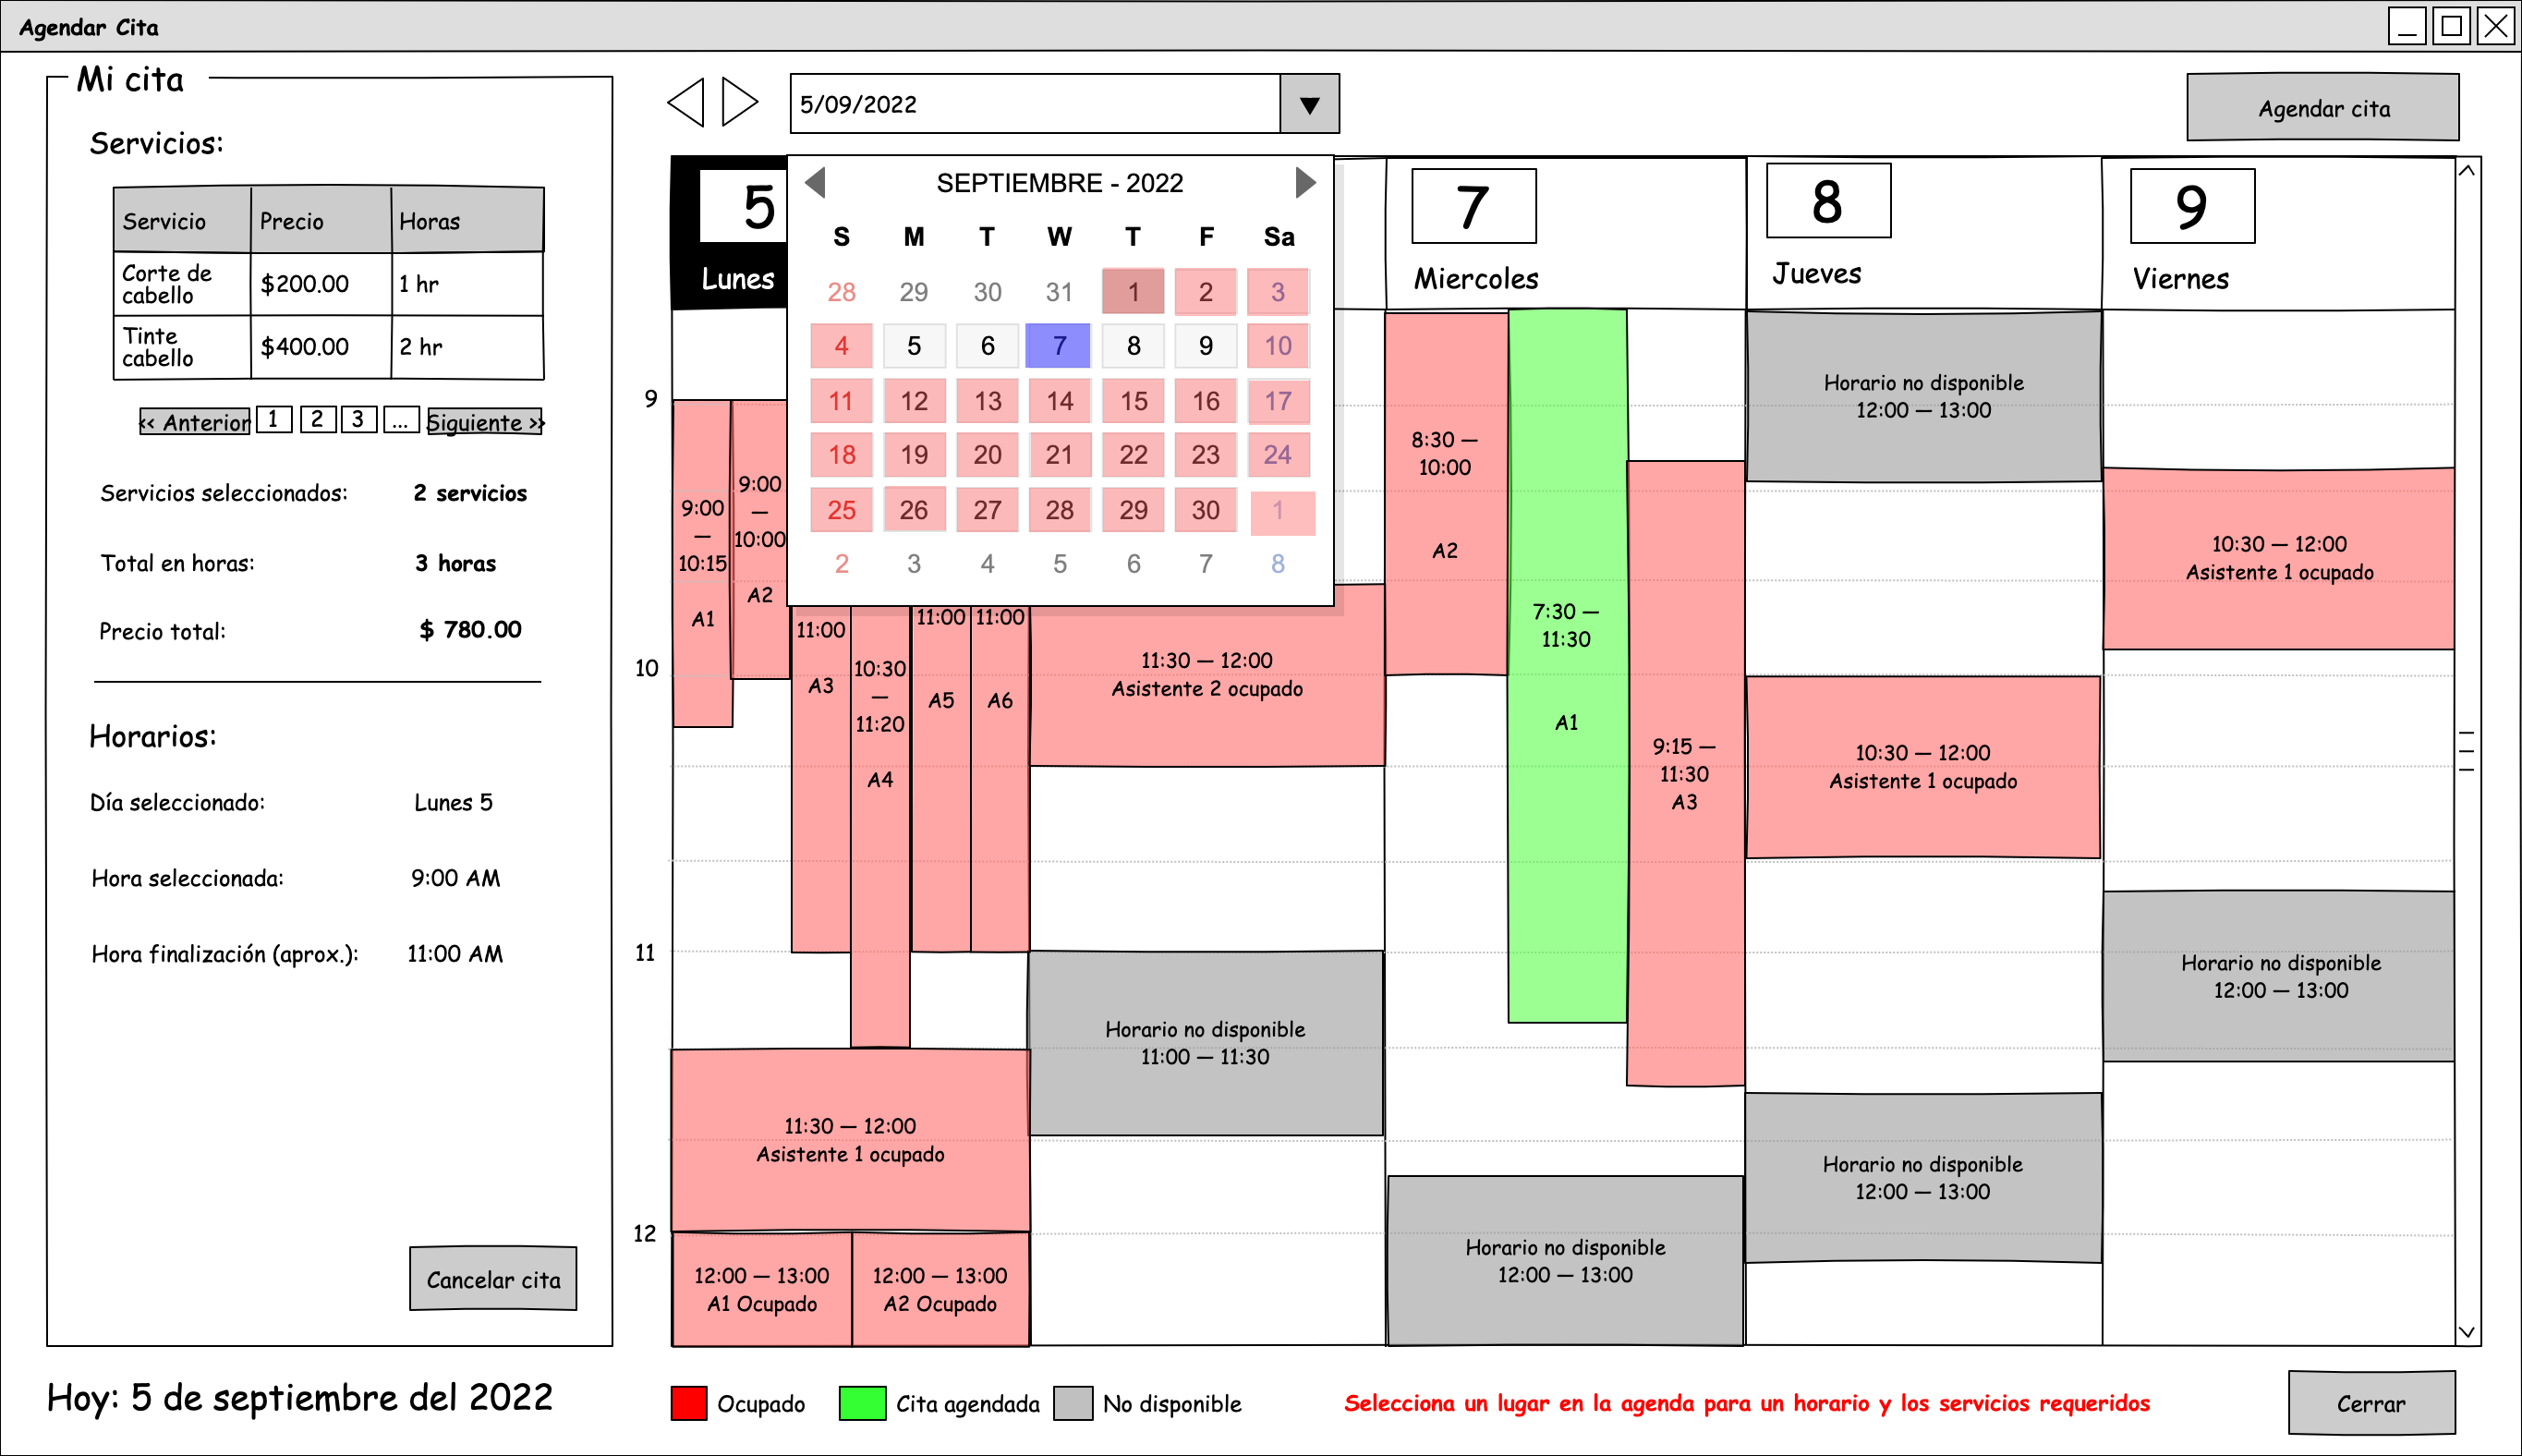 Agendar Cita
Mi cita
Servicios:
Servicio Precio Horas
Corte de
cabello
$200.00 1 hr
Tinte
cabello
$400.00 2 hr
<< Anterior 1 2 3 ... Siguiente >>
Servicios seleccionados: 2 servicios
Total en horas: 3 horas
Precio total: $ 780.00
Horarios:
Día seleccionado: Lunes 5
Hora seleccionada: 9:00 AM
Hora finalización (aprox.): 11:00 AM
Cancelar cita
Hoy: 5 de septiembre del 2022
5/09/2022
Agendar cita
5
Lunes
7
Miercoles
8
Jueves
9
Viernes
SEPTIEMBRE - 2022
S M T W T F Sa
28 29 30 31 1 2 3
4 5 6 7 8 9 10
11 12 13 14 15 16 17
18 19 20 21 22 23 24
25 26 27 28 29 30 1
2 3 4 5 6 7 8
9
10
11
12
9:00
—
10:15
A1
9:00
—
10:00
A2
11:00
A3
10:30
—
11:20
A4
11:00
A5
11:00
A6
11:30 — 12:00
Asistente 1 ocupado
12:00 — 13:00
A1 Ocupado
12:00 — 13:00
A2 Ocupado
11:30 — 12:00
Asistente 2 ocupado
Horario no disponible
11:00 — 11:30
8:30 —
10:00
A2
7:30 —
11:30
A1
9:15 —
11:30
A3
Horario no disponible
12:00 — 13:00
Horario no disponible
12:00 — 13:00
10:30 — 12:00
Asistente 1 ocupado
Horario no disponible
12:00 — 13:00
10:30 — 12:00
Asistente 1 ocupado
Horario no disponible
12:00 — 13:00
Ocupado
Cita agendada
No disponible
Selecciona un lugar en la agenda para un horario y los servicios requeridos
Cerrar